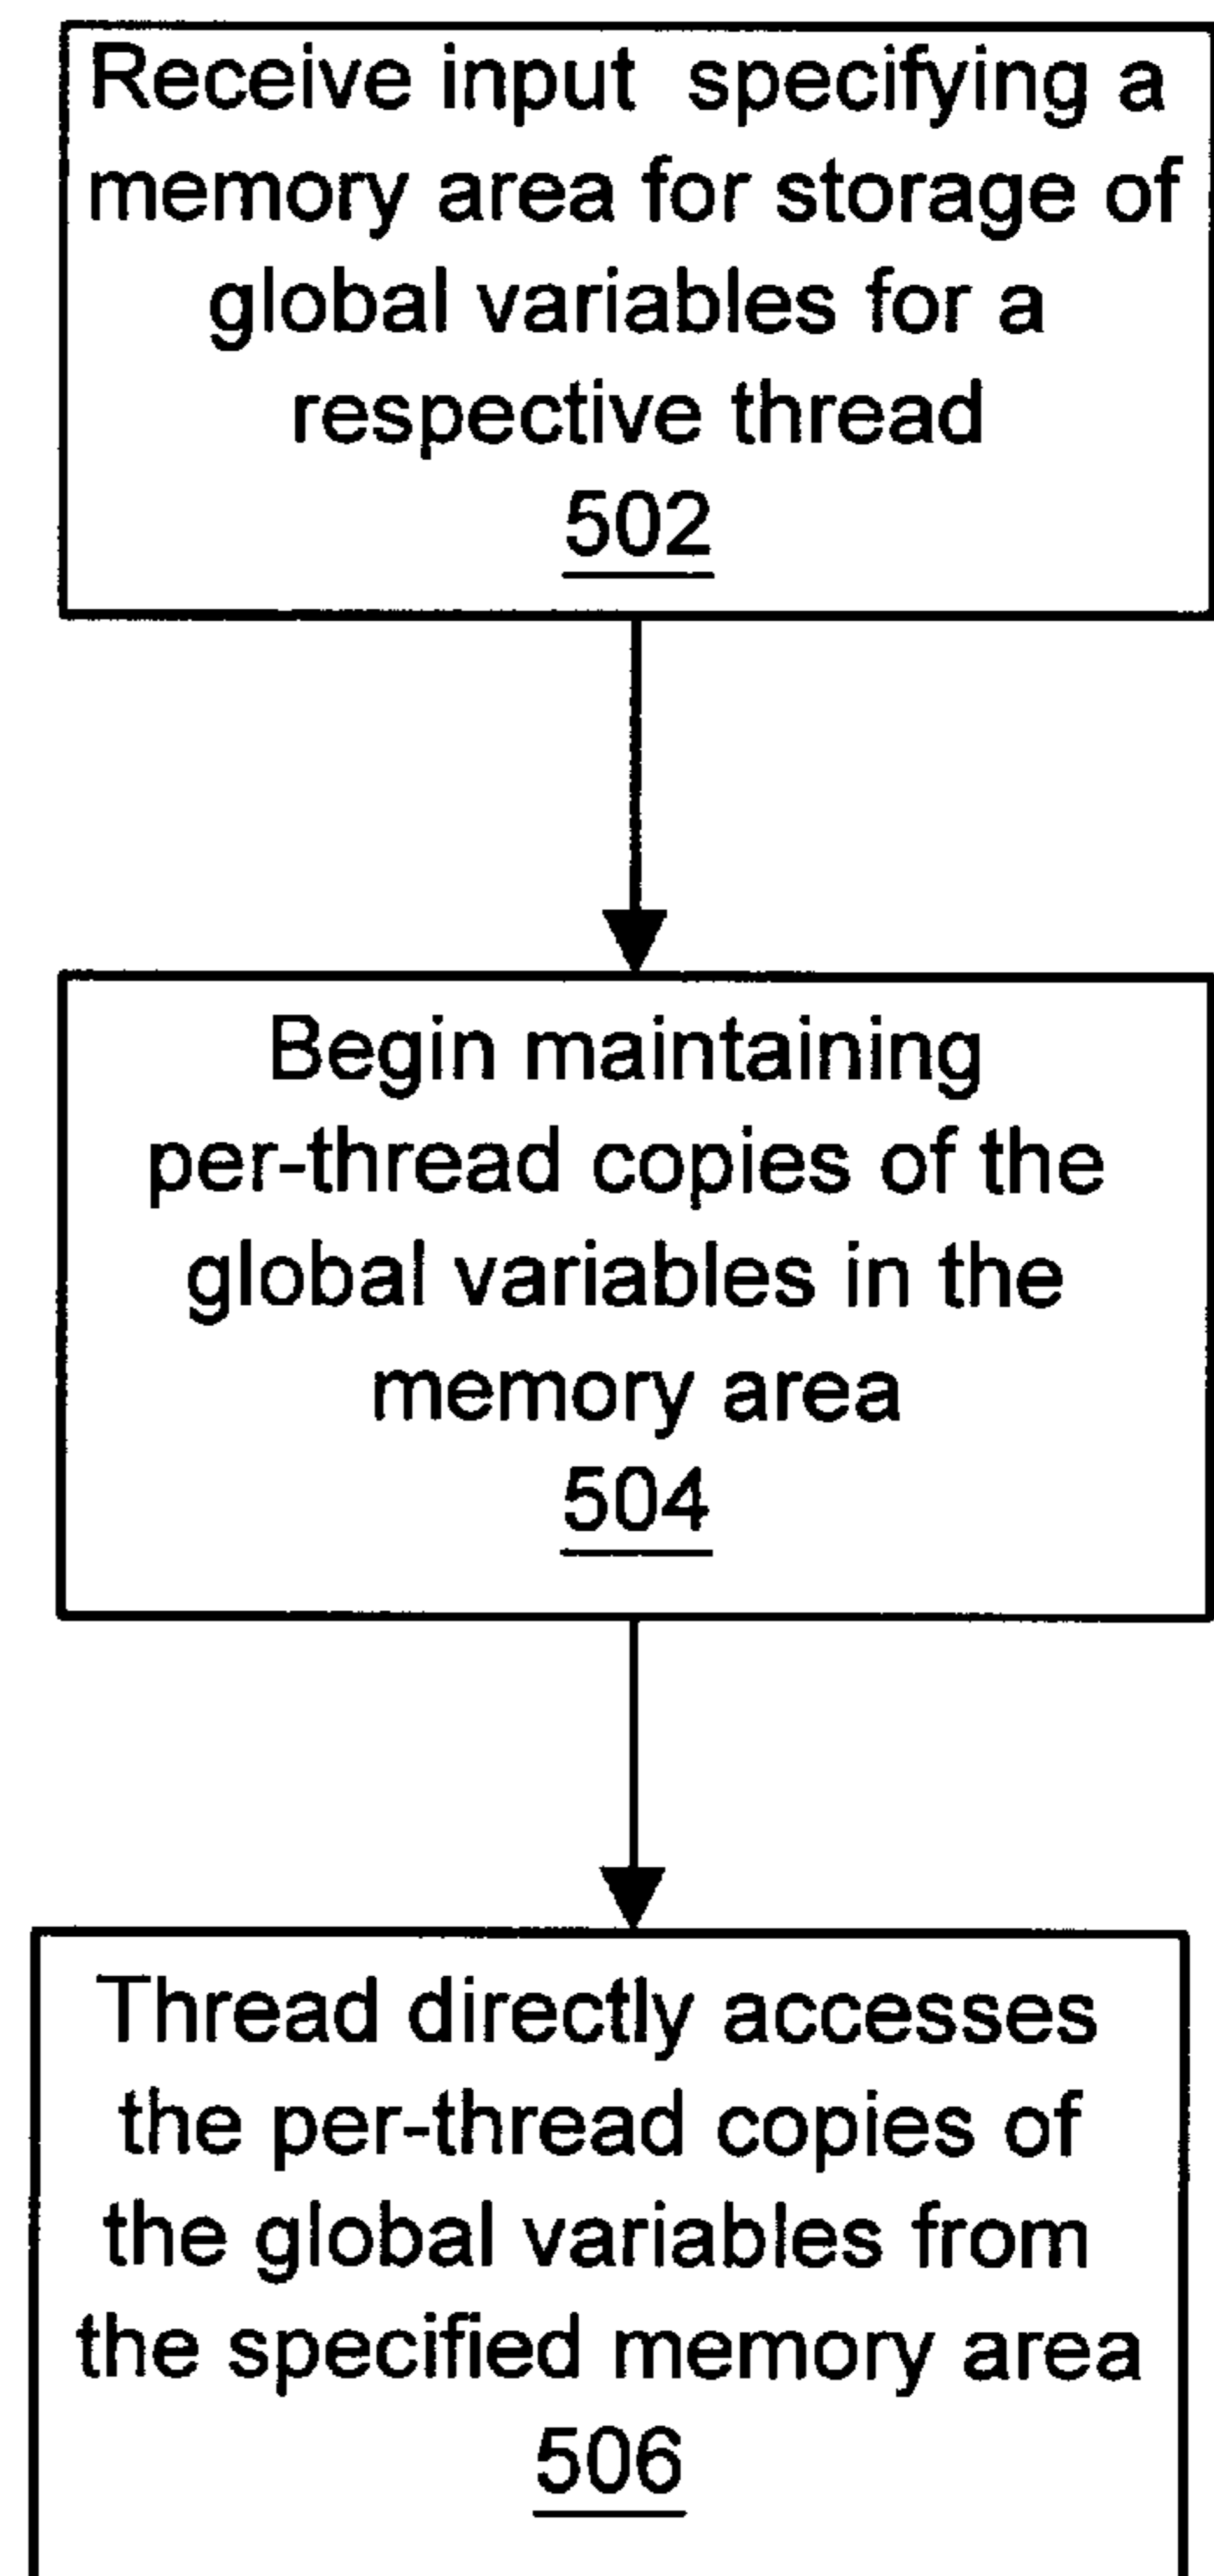 Receive input specifying a
memory area for storage of
global variables for a
respective thread
502
Begin maintaining
per-thread copies of the
global variables in the
memory area
504
Thread directly accesses
the per-thread copies of
the global variables from
the specified memory area
506